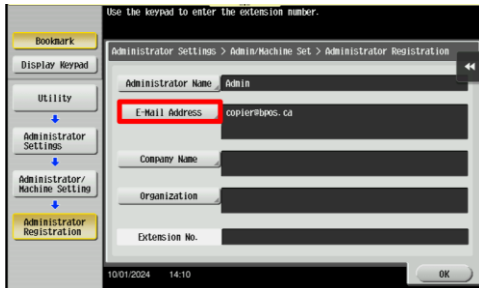 Use the keypad to enter the extension number.
Bookmark
Display Keypad
Utility
Administrator
Settings
Administrator/
Machine Setting
Administrator
Registration
Administrator Settings > Admin/Machine Set > Administrator Registration
Administrator Name Admin
E-Mail Address copier@bpos.ca
Company Name
Organization
Extension No.
10/01/2024 14:10
OK